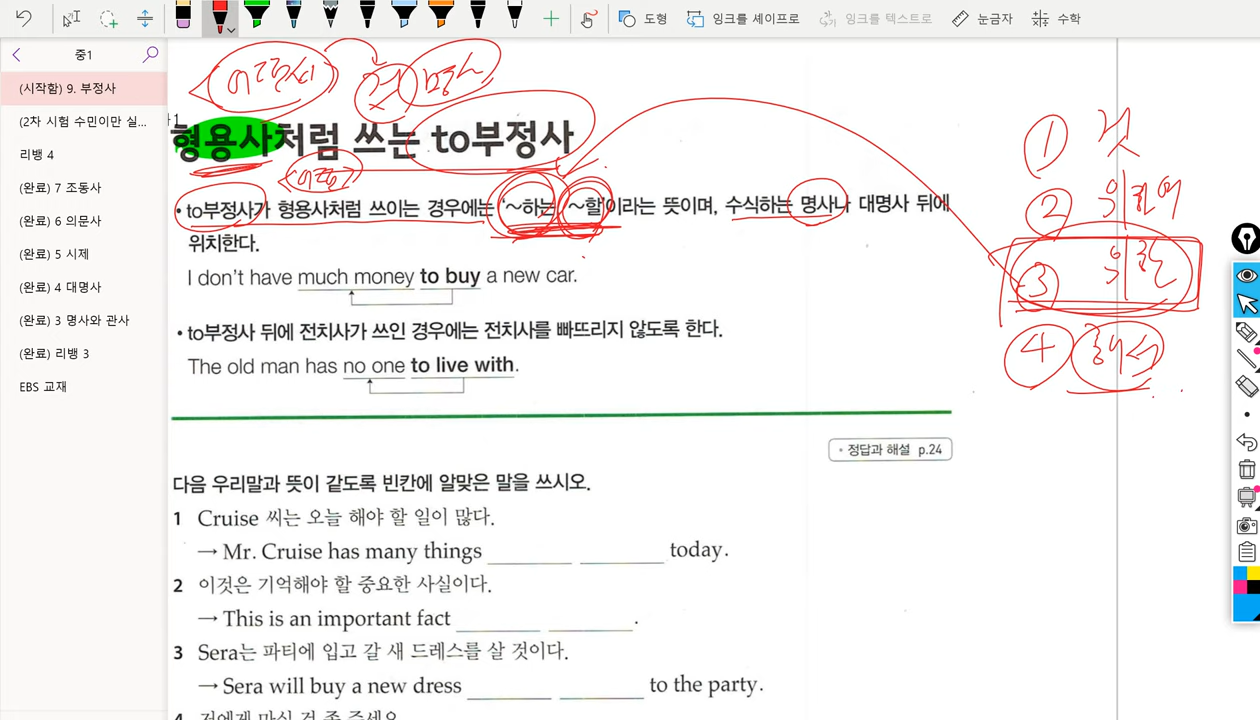 도형
잉크를 셰이프로
잉크를 텍스트로
눈금자
수학
중1
(시작함) 9. 부정사
(2차 시험 수민이만 실...
리뱅 4
(완료) 7 조동사
(완료) 6 의문사
(완료) 5 시제
(완료) 4 대명사
(완료) 3 명사와 관사
(완료) 리뱅 3
EBS 교재
것 명사
형용사처럼 쓰는 to부정사
• to부정사가 형용사처럼 쓰이는 경우에는 '~하는, ~할'이라는 뜻이며, 수식하는 명사나 대명사 뒤에
위치한다.
I don't have much money to buy a new car.
• to부정사 뒤에 전치사가 쓰인 경우에는 전치사를 빠뜨리지 않도록 한다.
The old man has no one to live with.
① 것
② 위한여
③ 위한
④ 해서
• 정답과 해설 p.24
다음 우리말과 뜻이 같도록 빈칸에 알맞은 말을 쓰시오.
1 Cruise 씨는 오늘 해야 할 일이 많다.
→ Mr. Cruise has many things ______ ______ today.
2 이것은 기억해야 할 중요한 사실이다.
→ This is an important fact ______ ______ .
3 Sera는 파티에 입고 갈 새 드레스를 살 것이다.
→ Sera will buy a new dress ______ ______ to the party.